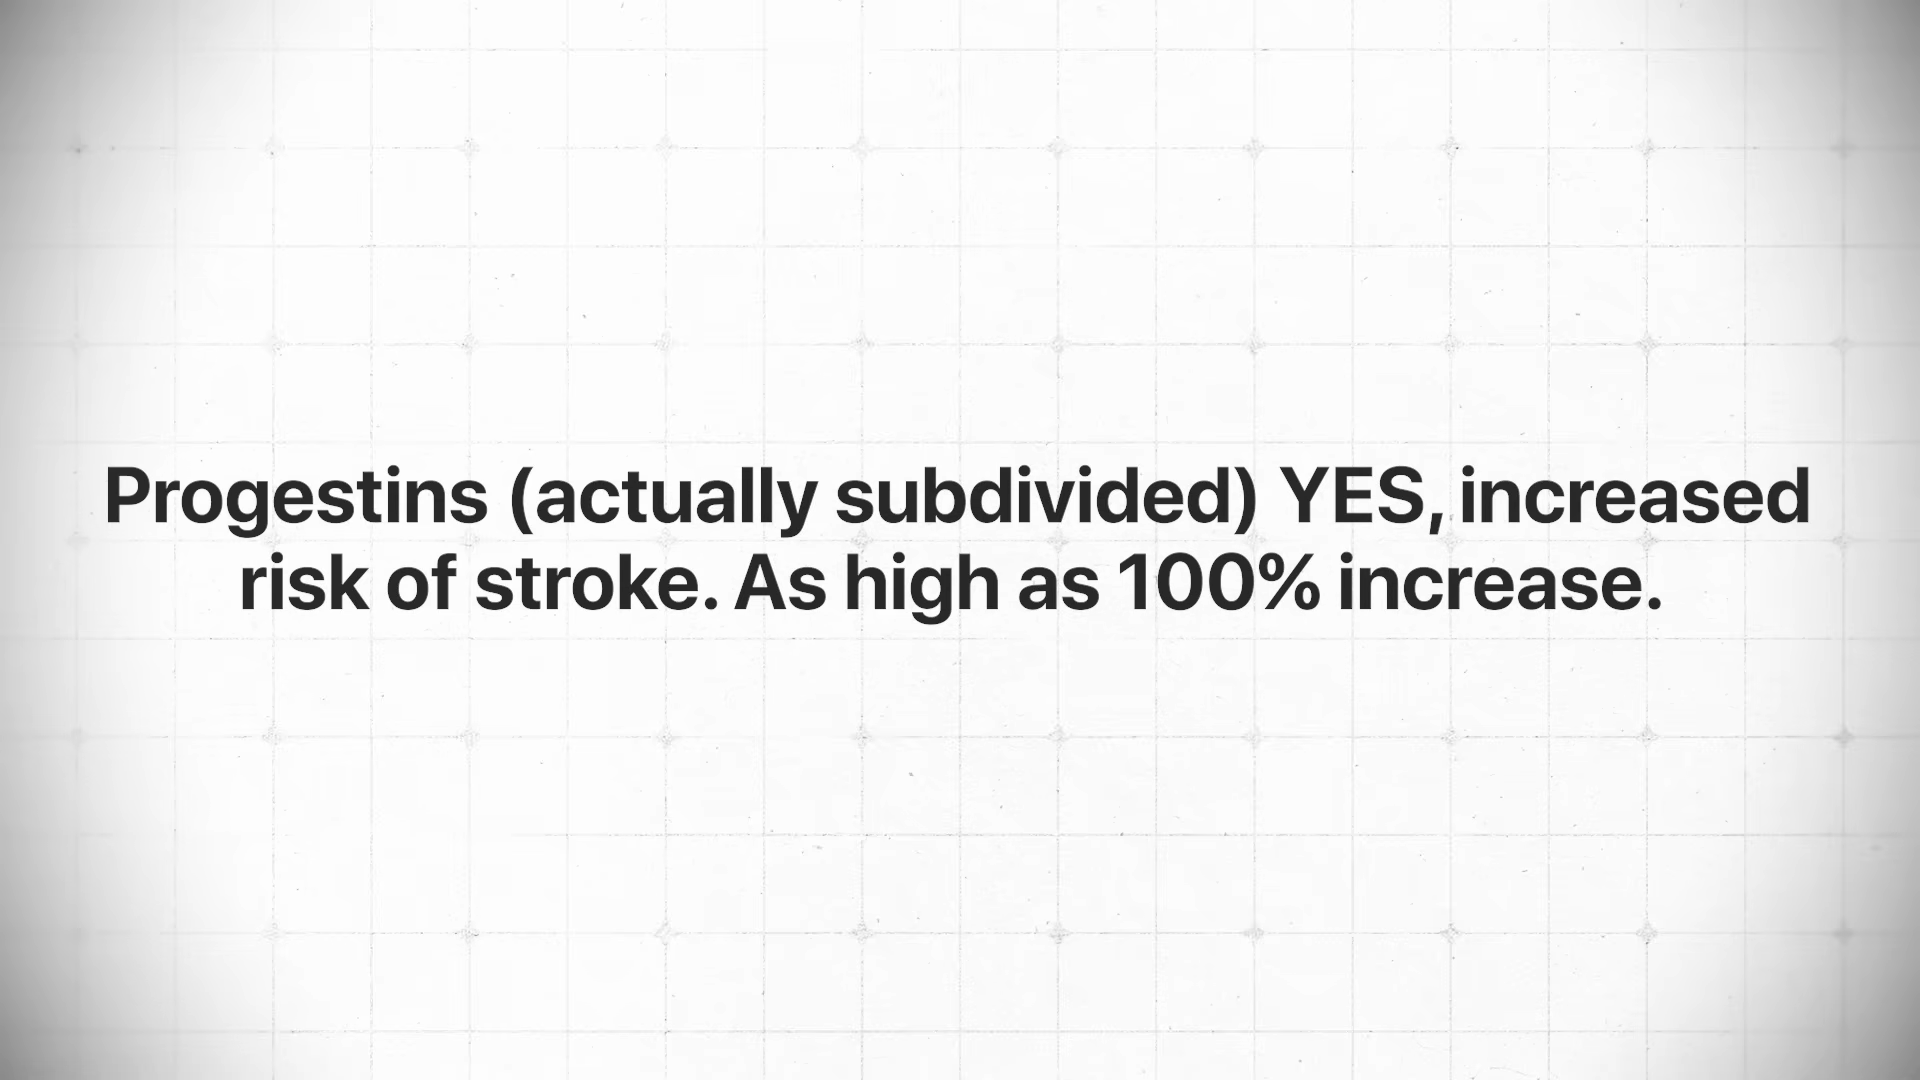 Progestins (actually subdivided) YES, increased
risk of stroke. As high as 100% increase.